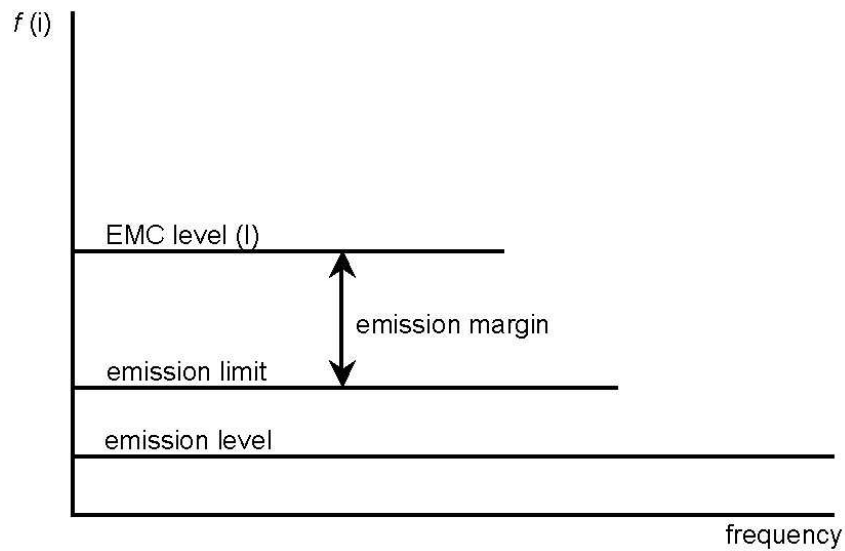 f (i)
EMC level (I)
emission margin
emission limit
emission level
frequency